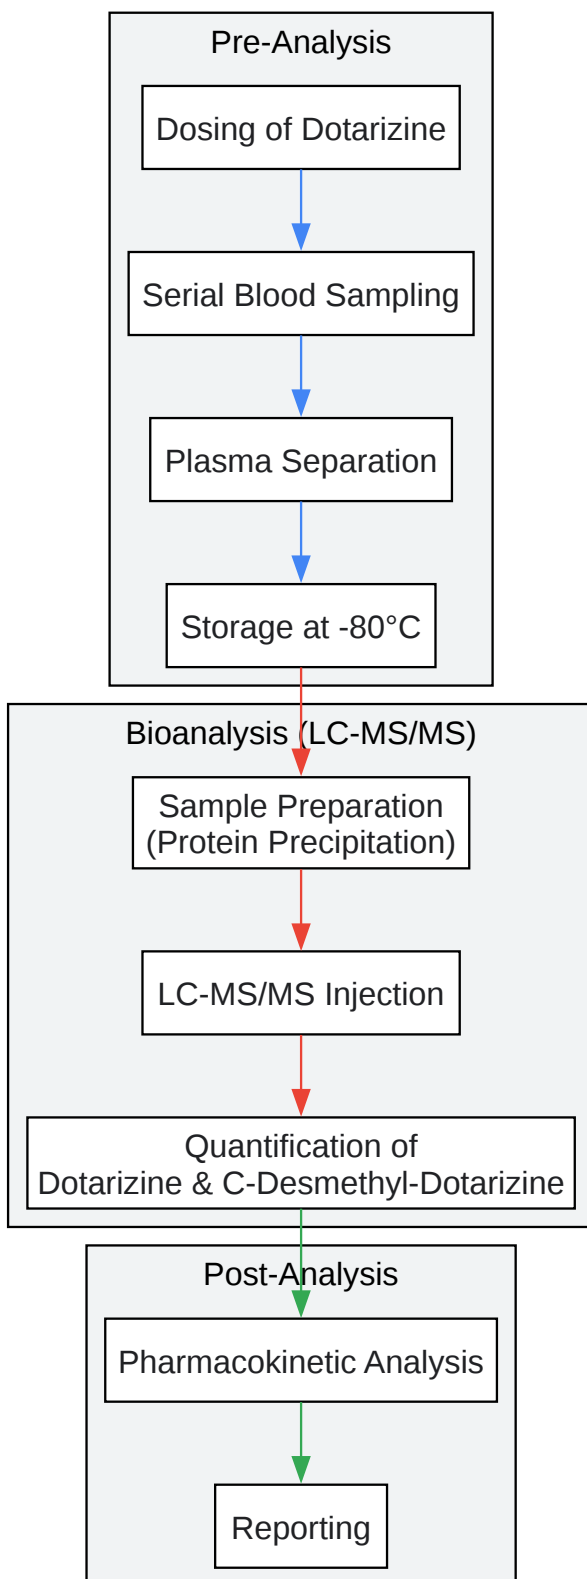 Pre-Analysis
Dosing of Dotarizine
Serial Blood Sampling
Plasma Separation
Storage at -80°C
Bioanalysis (LC-MS/MS)
Sample Preparation
(Protein Precipitation)
LC-MS/MS Injection
Quantification of
Dotarizine & C-Desmethyl-Dotarizine
Post-Analysis
Pharmacokinetic Analysis
Reporting